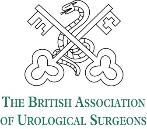 THE BRITISH ASSOCIATION
OF UROLOGICAL SURGEONS